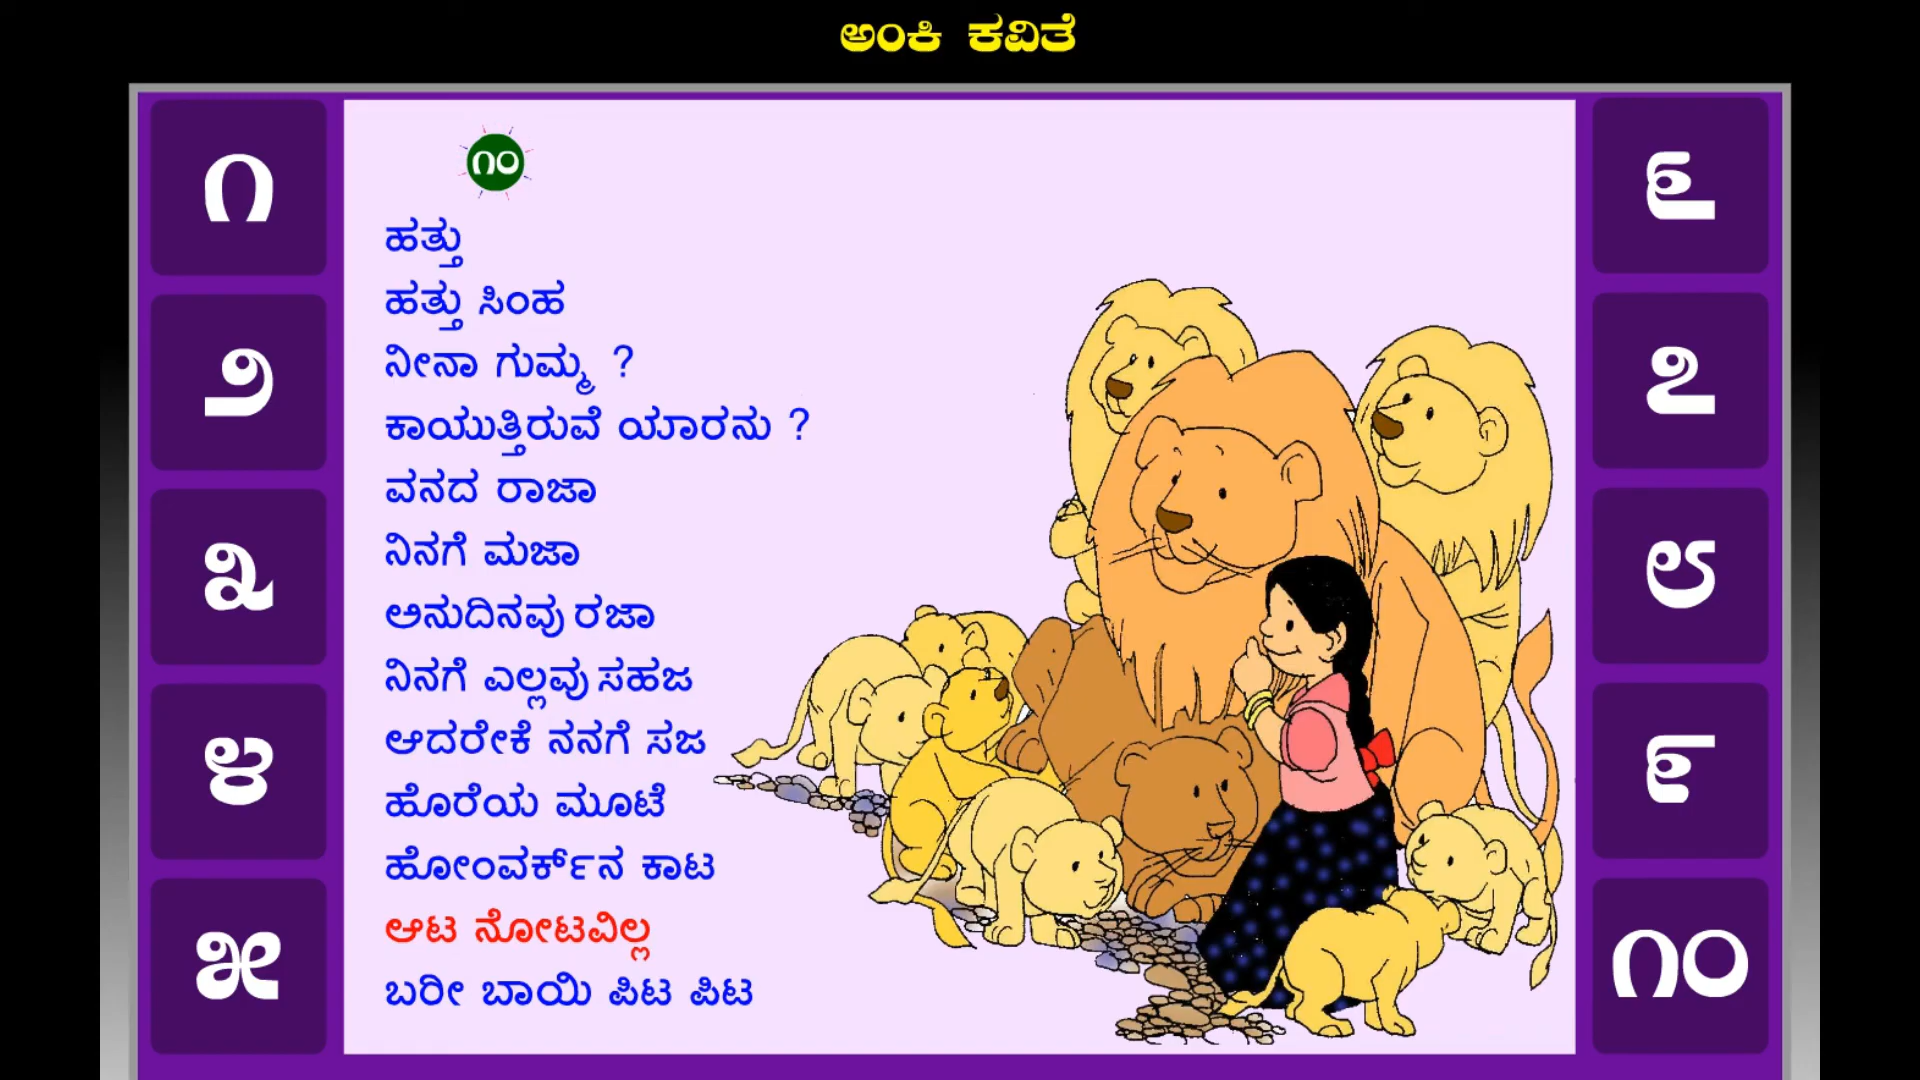 ಅಂಕಿ ಕವಿತೆ
೧
೨
೩
೪
೫
೧೦
ಹತ್ತು
ಹತ್ತು ಸಿಂಹ
ನೀನಾ ಗುಮ್ಮ ?
ಕಾಯುತ್ತಿರುವೆ ಯಾರನು ?
ವನದ ರಾಜಾ
ನಿನಗೆ ಮಜಾ
ಅನುದಿನವು ರಜಾ
ನಿನಗೆ ಎಲ್ಲವು ಸಹಜ
ಆದರೇಕೆ ನನಗೆ ಸಜ
ಹೊರೆಯ ಮೂಟೆ
ಹೋಂವರ್ಕ್‌ನ ಕಾಟ
ಆಟ ನೋಟವಿಲ್ಲ
ಬರೀ ಬಾಯಿ ಪಿಟ ಪಿಟ
೬
೭
೮
೯
೧೦